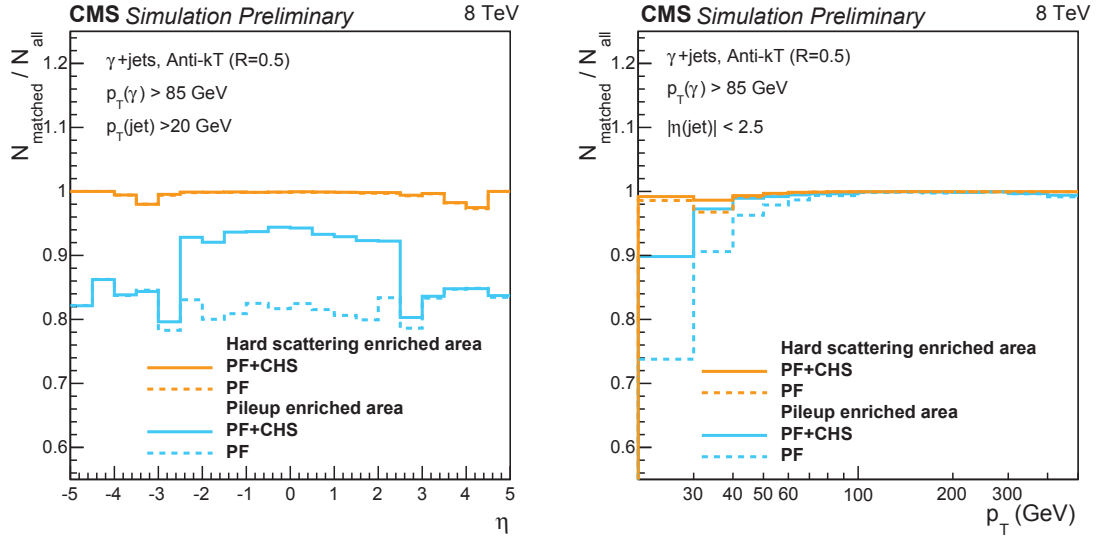 CMS Simulation Preliminary 8 TeV
N_matched / N_all
γ+jets, Anti-kT (R=0.5)
p_T(γ) > 85 GeV
p_T(jet) >20 GeV
1.2
1.1
1
0.9
0.8
0.7
0.6
Hard scattering enriched area
PF+CHS
PF
Pileup enriched area
PF+CHS
PF
-5 -4 -3 -2 -1 0 1 2 3 4 5
η
CMS Simulation Preliminary 8 TeV
N_matched / N_all
γ+jets, Anti-kT (R=0.5)
p_T(γ) > 85 GeV
|η(jet)| < 2.5
1.2
1.1
1
0.9
0.8
0.7
0.6
Hard scattering enriched area
PF+CHS
PF
Pileup enriched area
PF+CHS
PF
30 40 50 60 100 200 300
p_T (GeV)